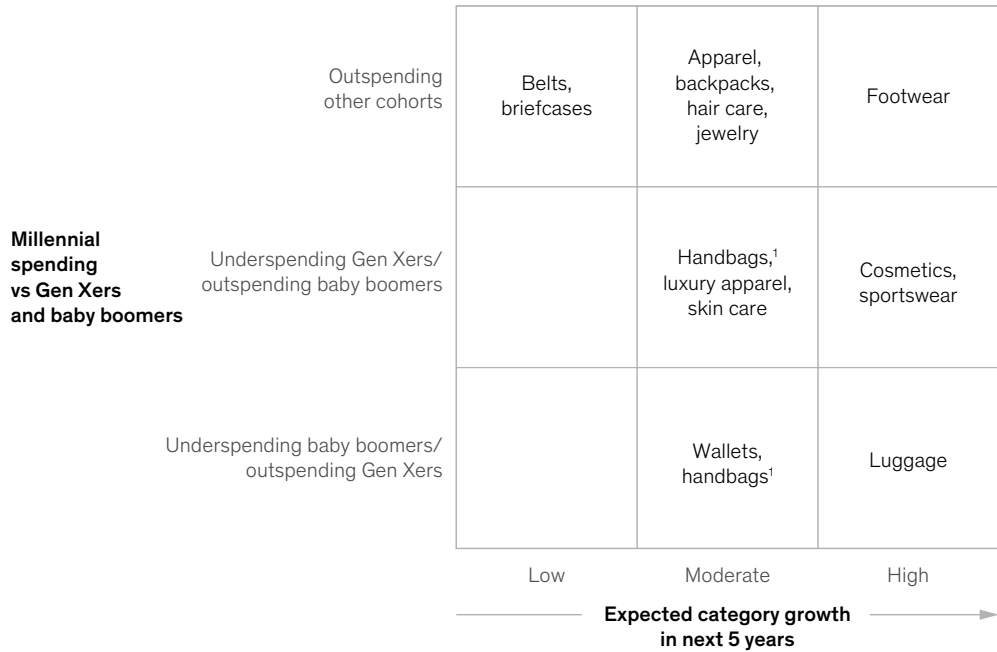 Outspending
other cohorts
Belts,
briefcases
Apparel,
backpacks,
hair care,
jewelry
Footwear
Millennial
spending
vs Gen Xers
and baby boomers
Underspending Gen Xers/
outspending baby boomers
Handbags,¹
luxury apparel,
skin care
Cosmetics,
sportswear
Underspending baby boomers/
outspending Gen Xers
Wallets,
handbags¹
Luggage
Low
Moderate
High
Expected category growth
in next 5 years